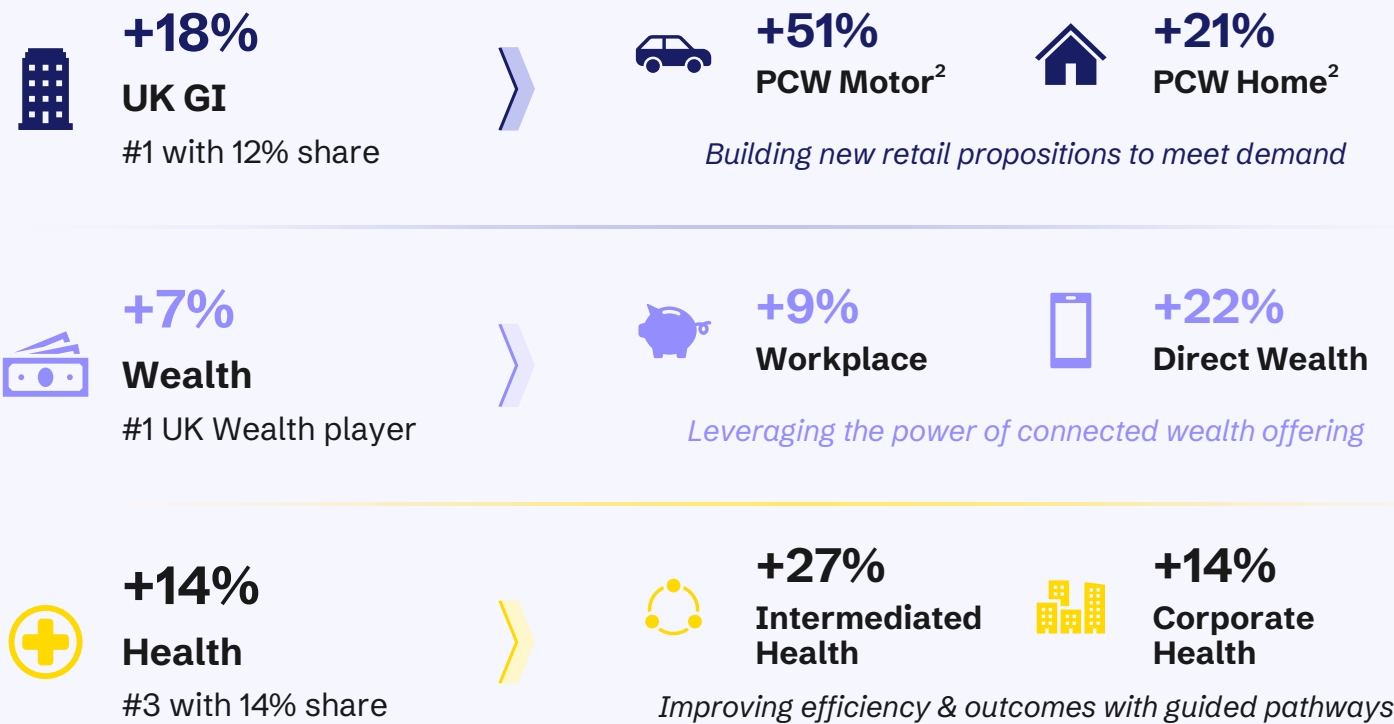 +18%
UK GI
#1 with 12% share
+51%
PCW Motor²
+21%
PCW Home²
Building new retail propositions to meet demand
+7%
Wealth
#1 UK Wealth player
+9%
Workplace
+22%
Direct Wealth
Leveraging the power of connected wealth offering
+14%
Health
#3 with 14% share
+27%
Intermediated
Health
+14%
Corporate
Health
Improving efficiency & outcomes with guided pathways